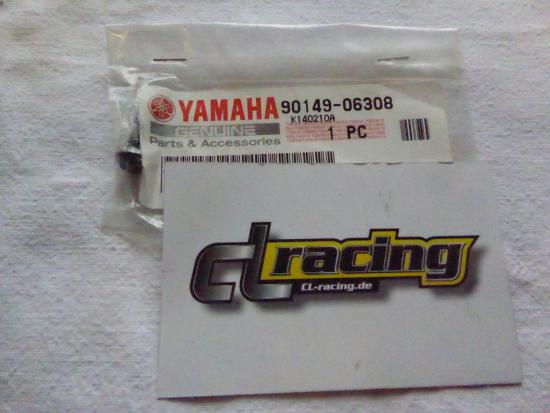 YAMAHA 90149-06308
K140210A
GENUINE
Parts & Accessories
1 PC
CL racing
CL-racing.de